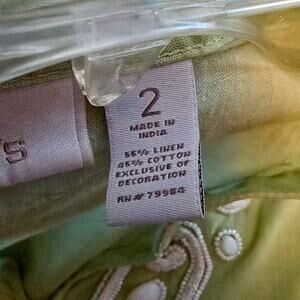 2
MADE IN
INDIA
55% LINEN
45% COTTON
EXCLUSIVE OF
DECORATION
RN# 79984
S